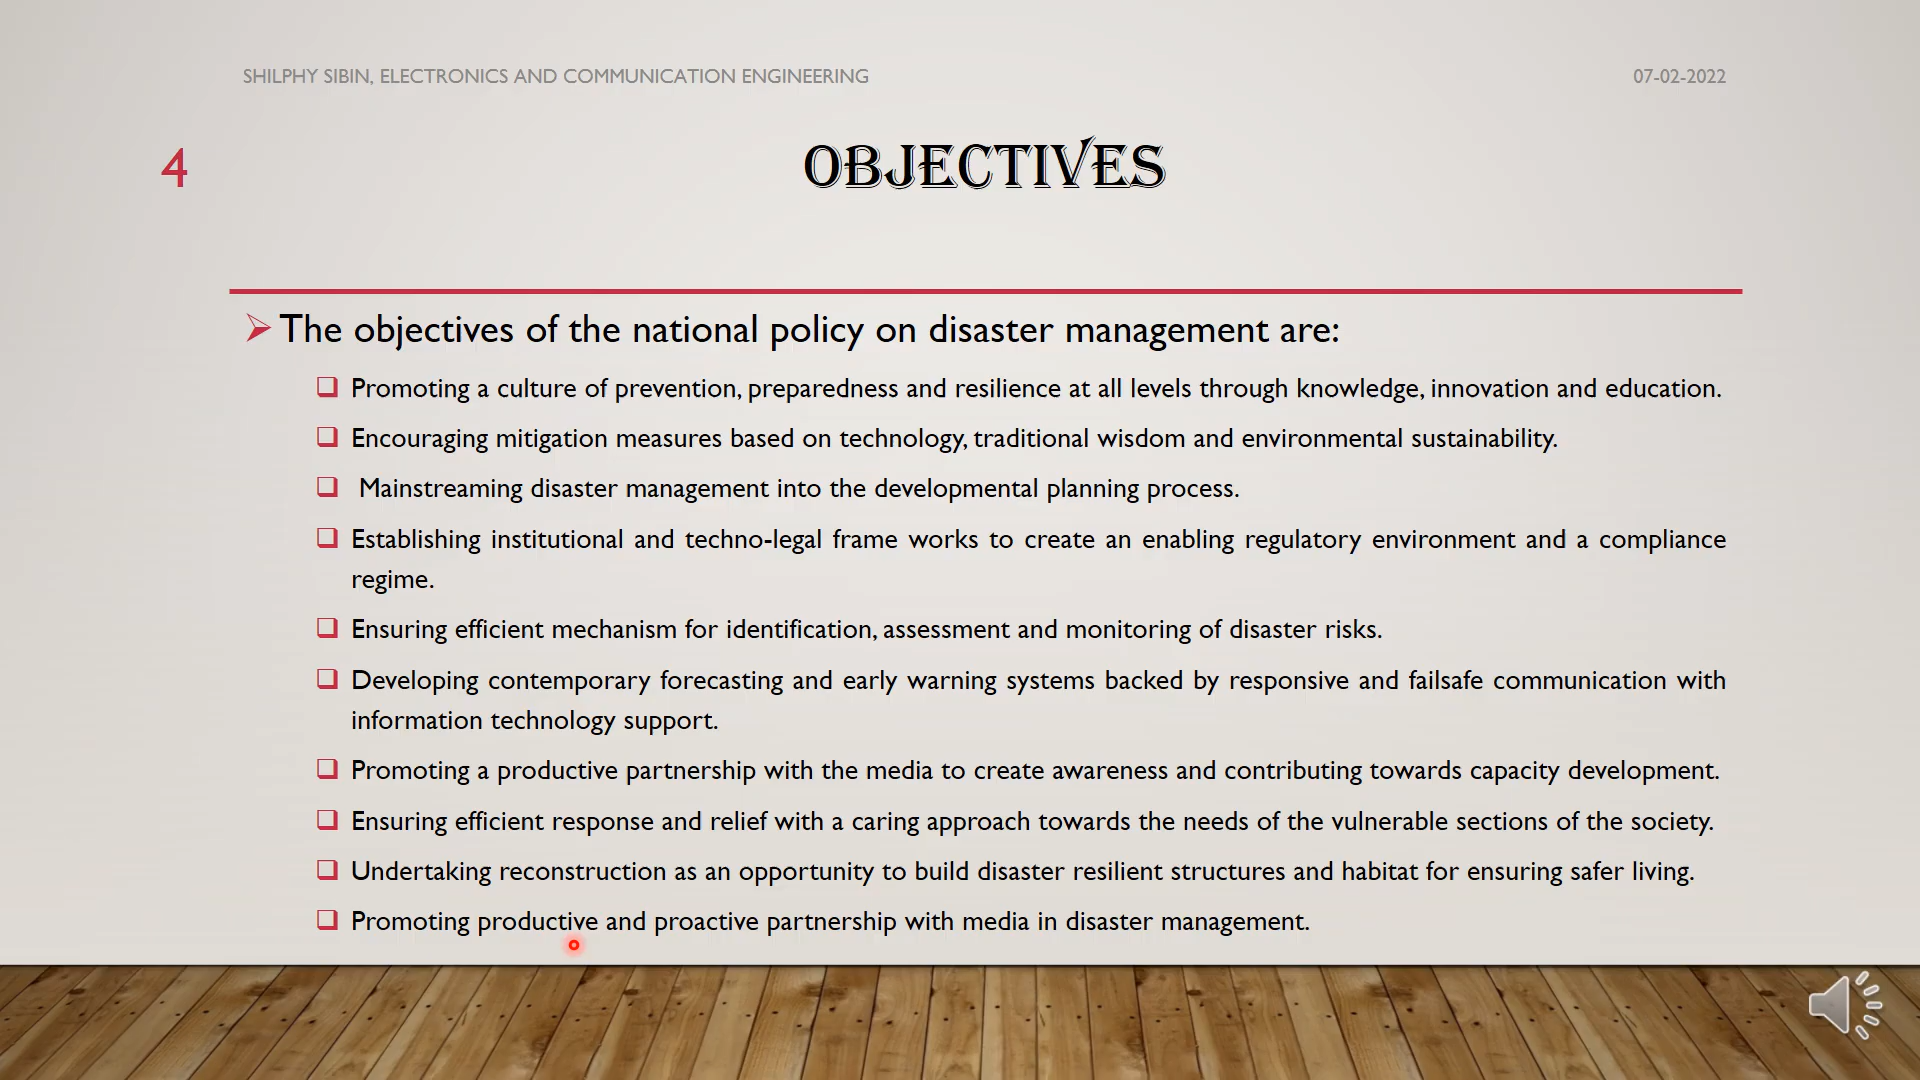 SHILPHY SIBIN, ELECTRONICS AND COMMUNICATION ENGINEERING
07-02-2022
4
OBJECTIVES
The objectives of the national policy on disaster management are:
Promoting a culture of prevention, preparedness and resilience at all levels through knowledge, innovation and education.
Encouraging mitigation measures based on technology, traditional wisdom and environmental sustainability.
Mainstreaming disaster management into the developmental planning process.
Establishing institutional and techno-legal frame works to create an enabling regulatory environment and a compliance
regime.
Ensuring efficient mechanism for identification, assessment and monitoring of disaster risks.
Developing contemporary forecasting and early warning systems backed by responsive and failsafe communication with
information technology support.
Promoting a productive partnership with the media to create awareness and contributing towards capacity development.
Ensuring efficient response and relief with a caring approach towards the needs of the vulnerable sections of the society.
Undertaking reconstruction as an opportunity to build disaster resilient structures and habitat for ensuring safer living.
Promoting productive and proactive partnership with media in disaster management.